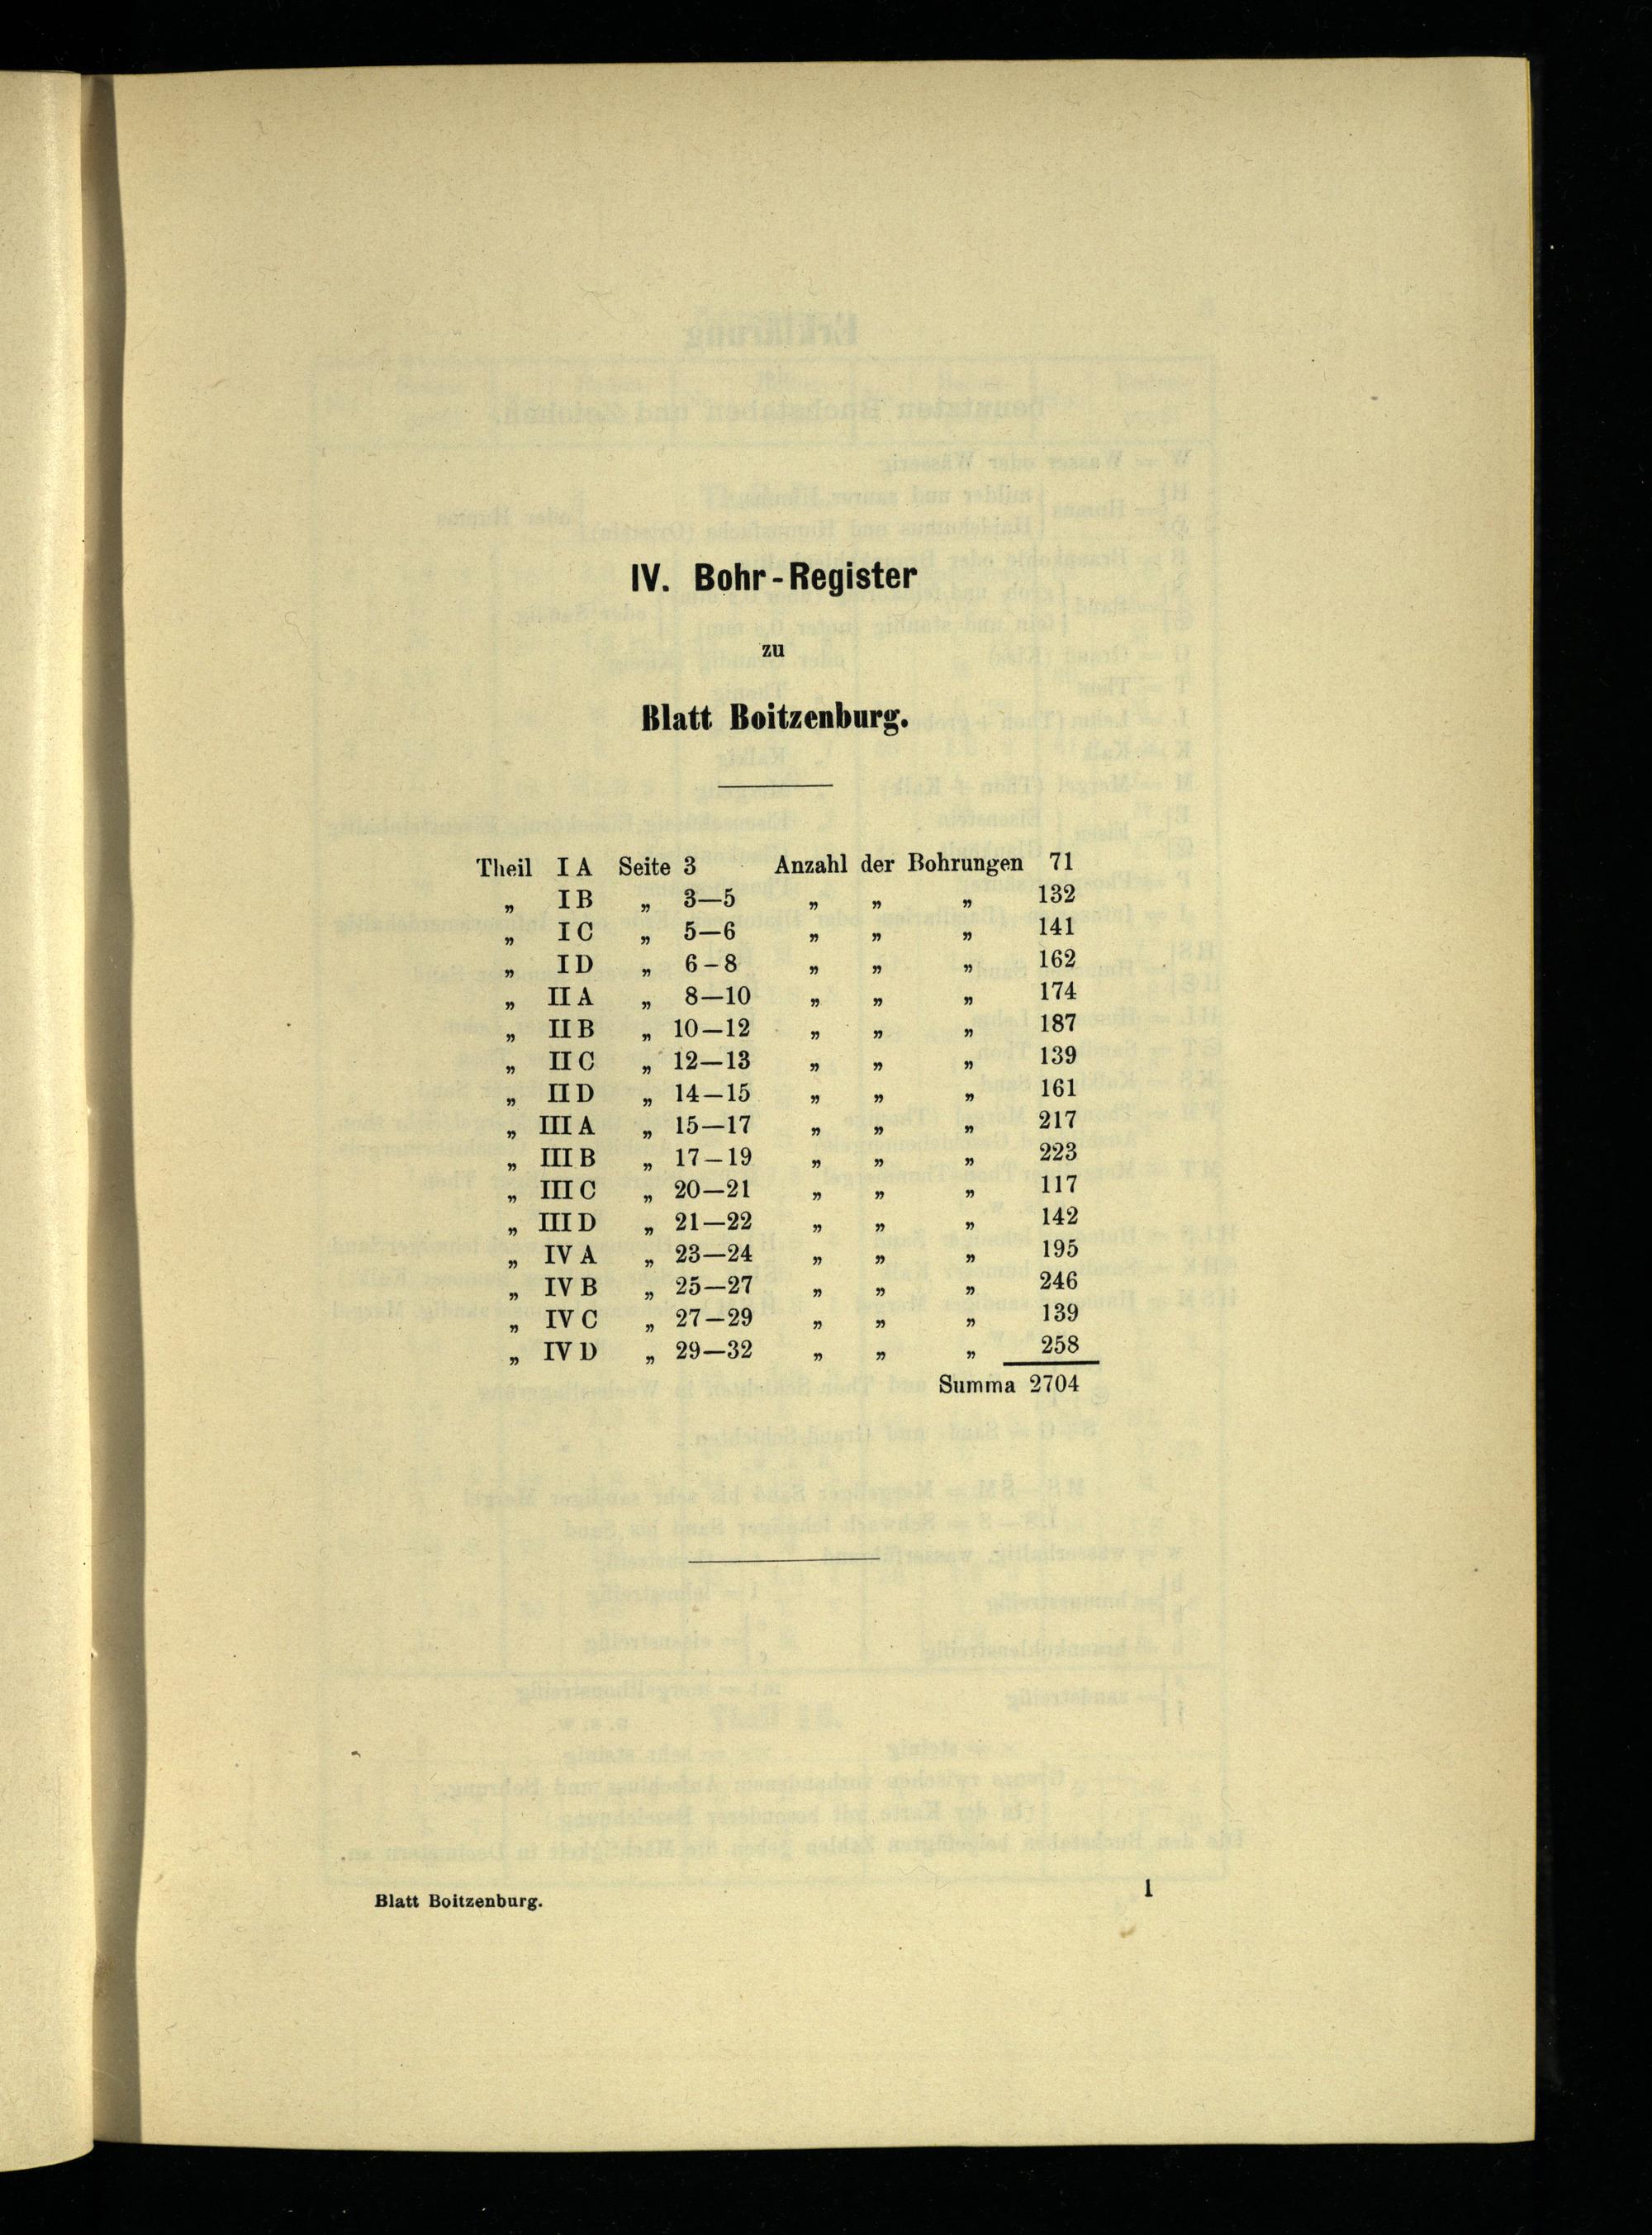 IV. Bohr-Register
zu
Blatt Boitzenburg.
Theil I A Seite 3 Anzahl der Bohrungen 71
„ I B „ 3—5 „ „ „ 132
„ I C „ 5—6 „ „ „ 141
„ I D „ 6–8 „ „ „ 162
„ II A „ 8—10 „ „ „ 174
„ II B „ 10—12 „ „ „ 187
„ II C „ 12—13 „ „ „ 139
„ II D „ 14—15 „ „ „ 161
„ III A „ 15—17 „ „ „ 217
„ III B „ 17—19 „ „ „ 223
„ III C „ 20—21 „ „ „ 117
„ III D „ 21—22 „ „ „ 142
„ IV A „ 23—24 „ „ „ 195
„ IV B „ 25—27 „ „ „ 246
„ IV C „ 27—29 „ „ „ 139
„ IV D „ 29—32 „ „ „ 258
Summa 2704
Blatt Boitzenburg. 1